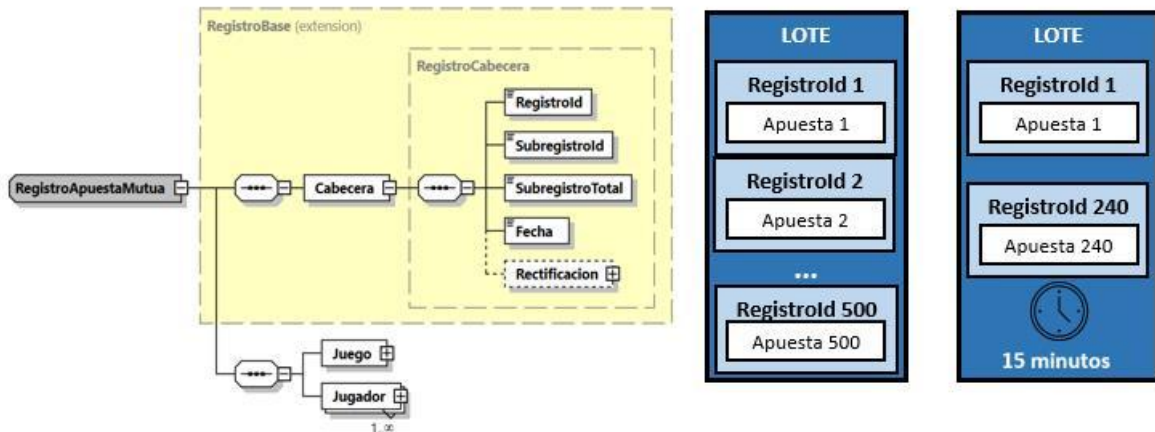 RegistroBase (extension)
RegistroCabecera
RegistroId
SubregistroId
RegistroApuestaMutua
Cabecera
SubregistroTotal
Fecha
Rectificacion
Juego
Jugador
1..∞
LOTE
RegistroId 1
Apuesta 1
RegistroId 2
Apuesta 2
...
RegistroId 500
Apuesta 500
LOTE
RegistroId 1
Apuesta 1
RegistroId 240
Apuesta 240
15 minutos